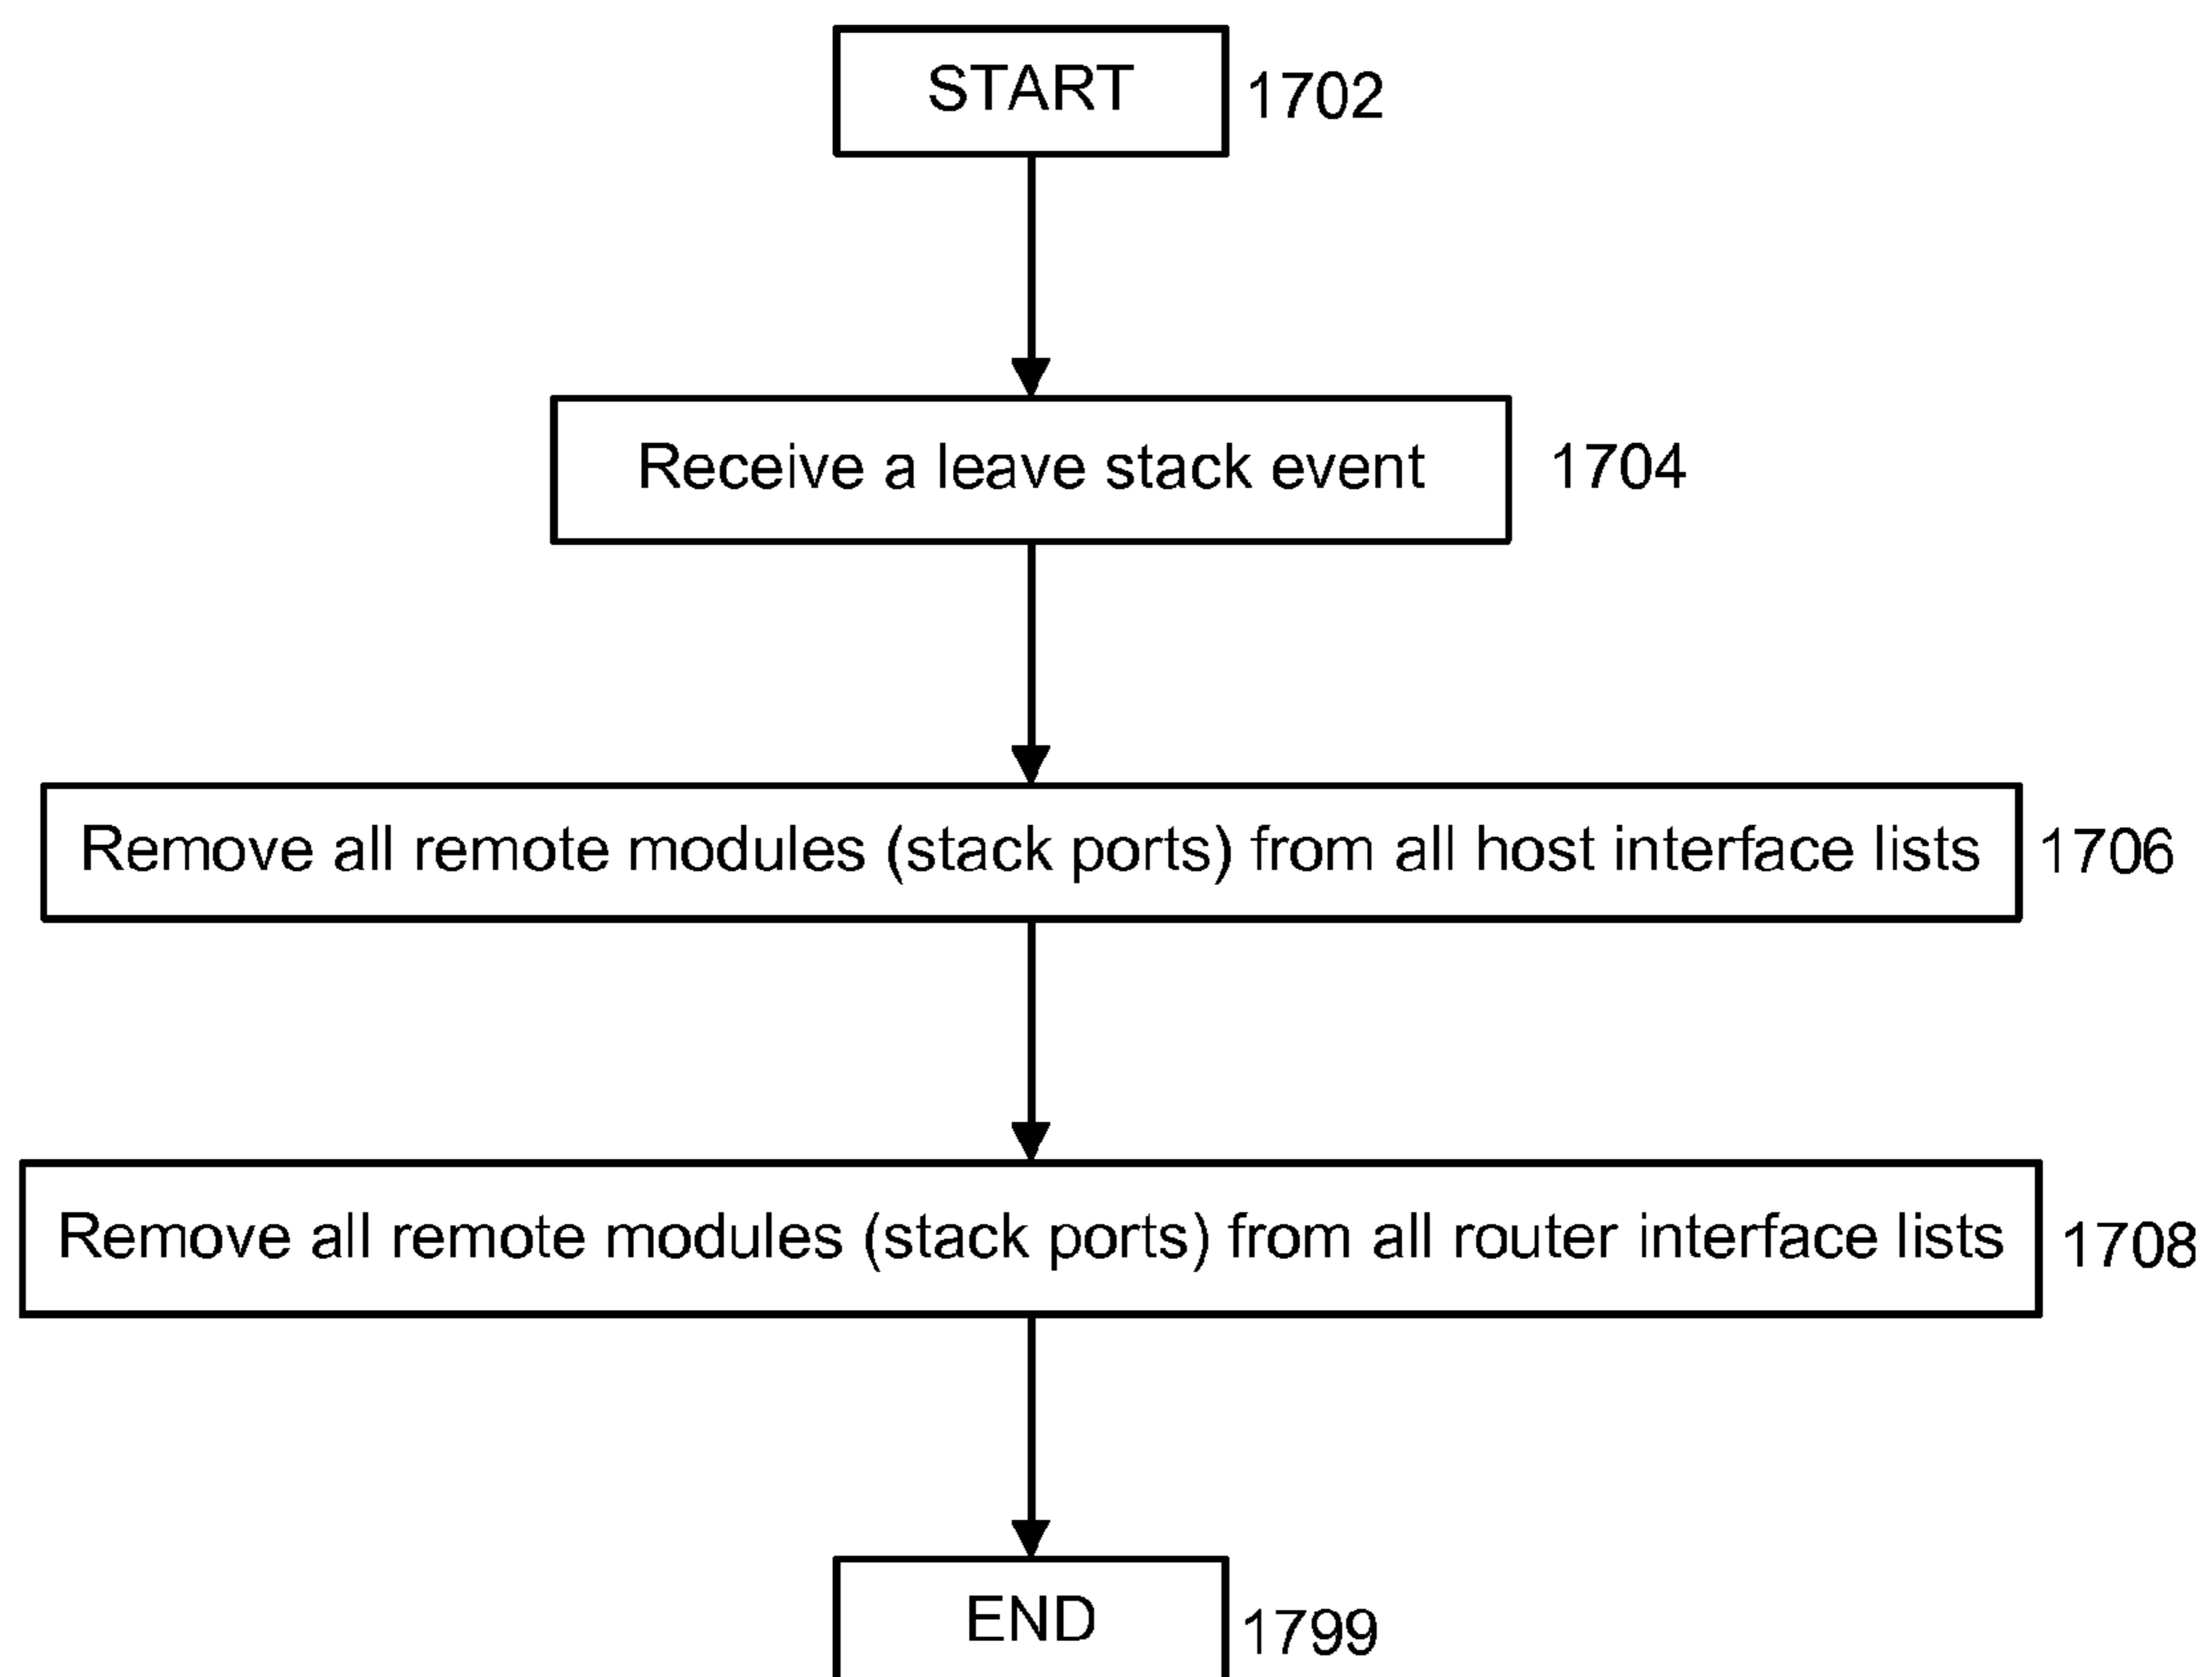 START 1702
Receive a leave stack event 1704
Remove all remote modules (stack ports) from all host interface lists 1706
Remove all remote modules (stack ports) from all router interface lists 1708
END 1799